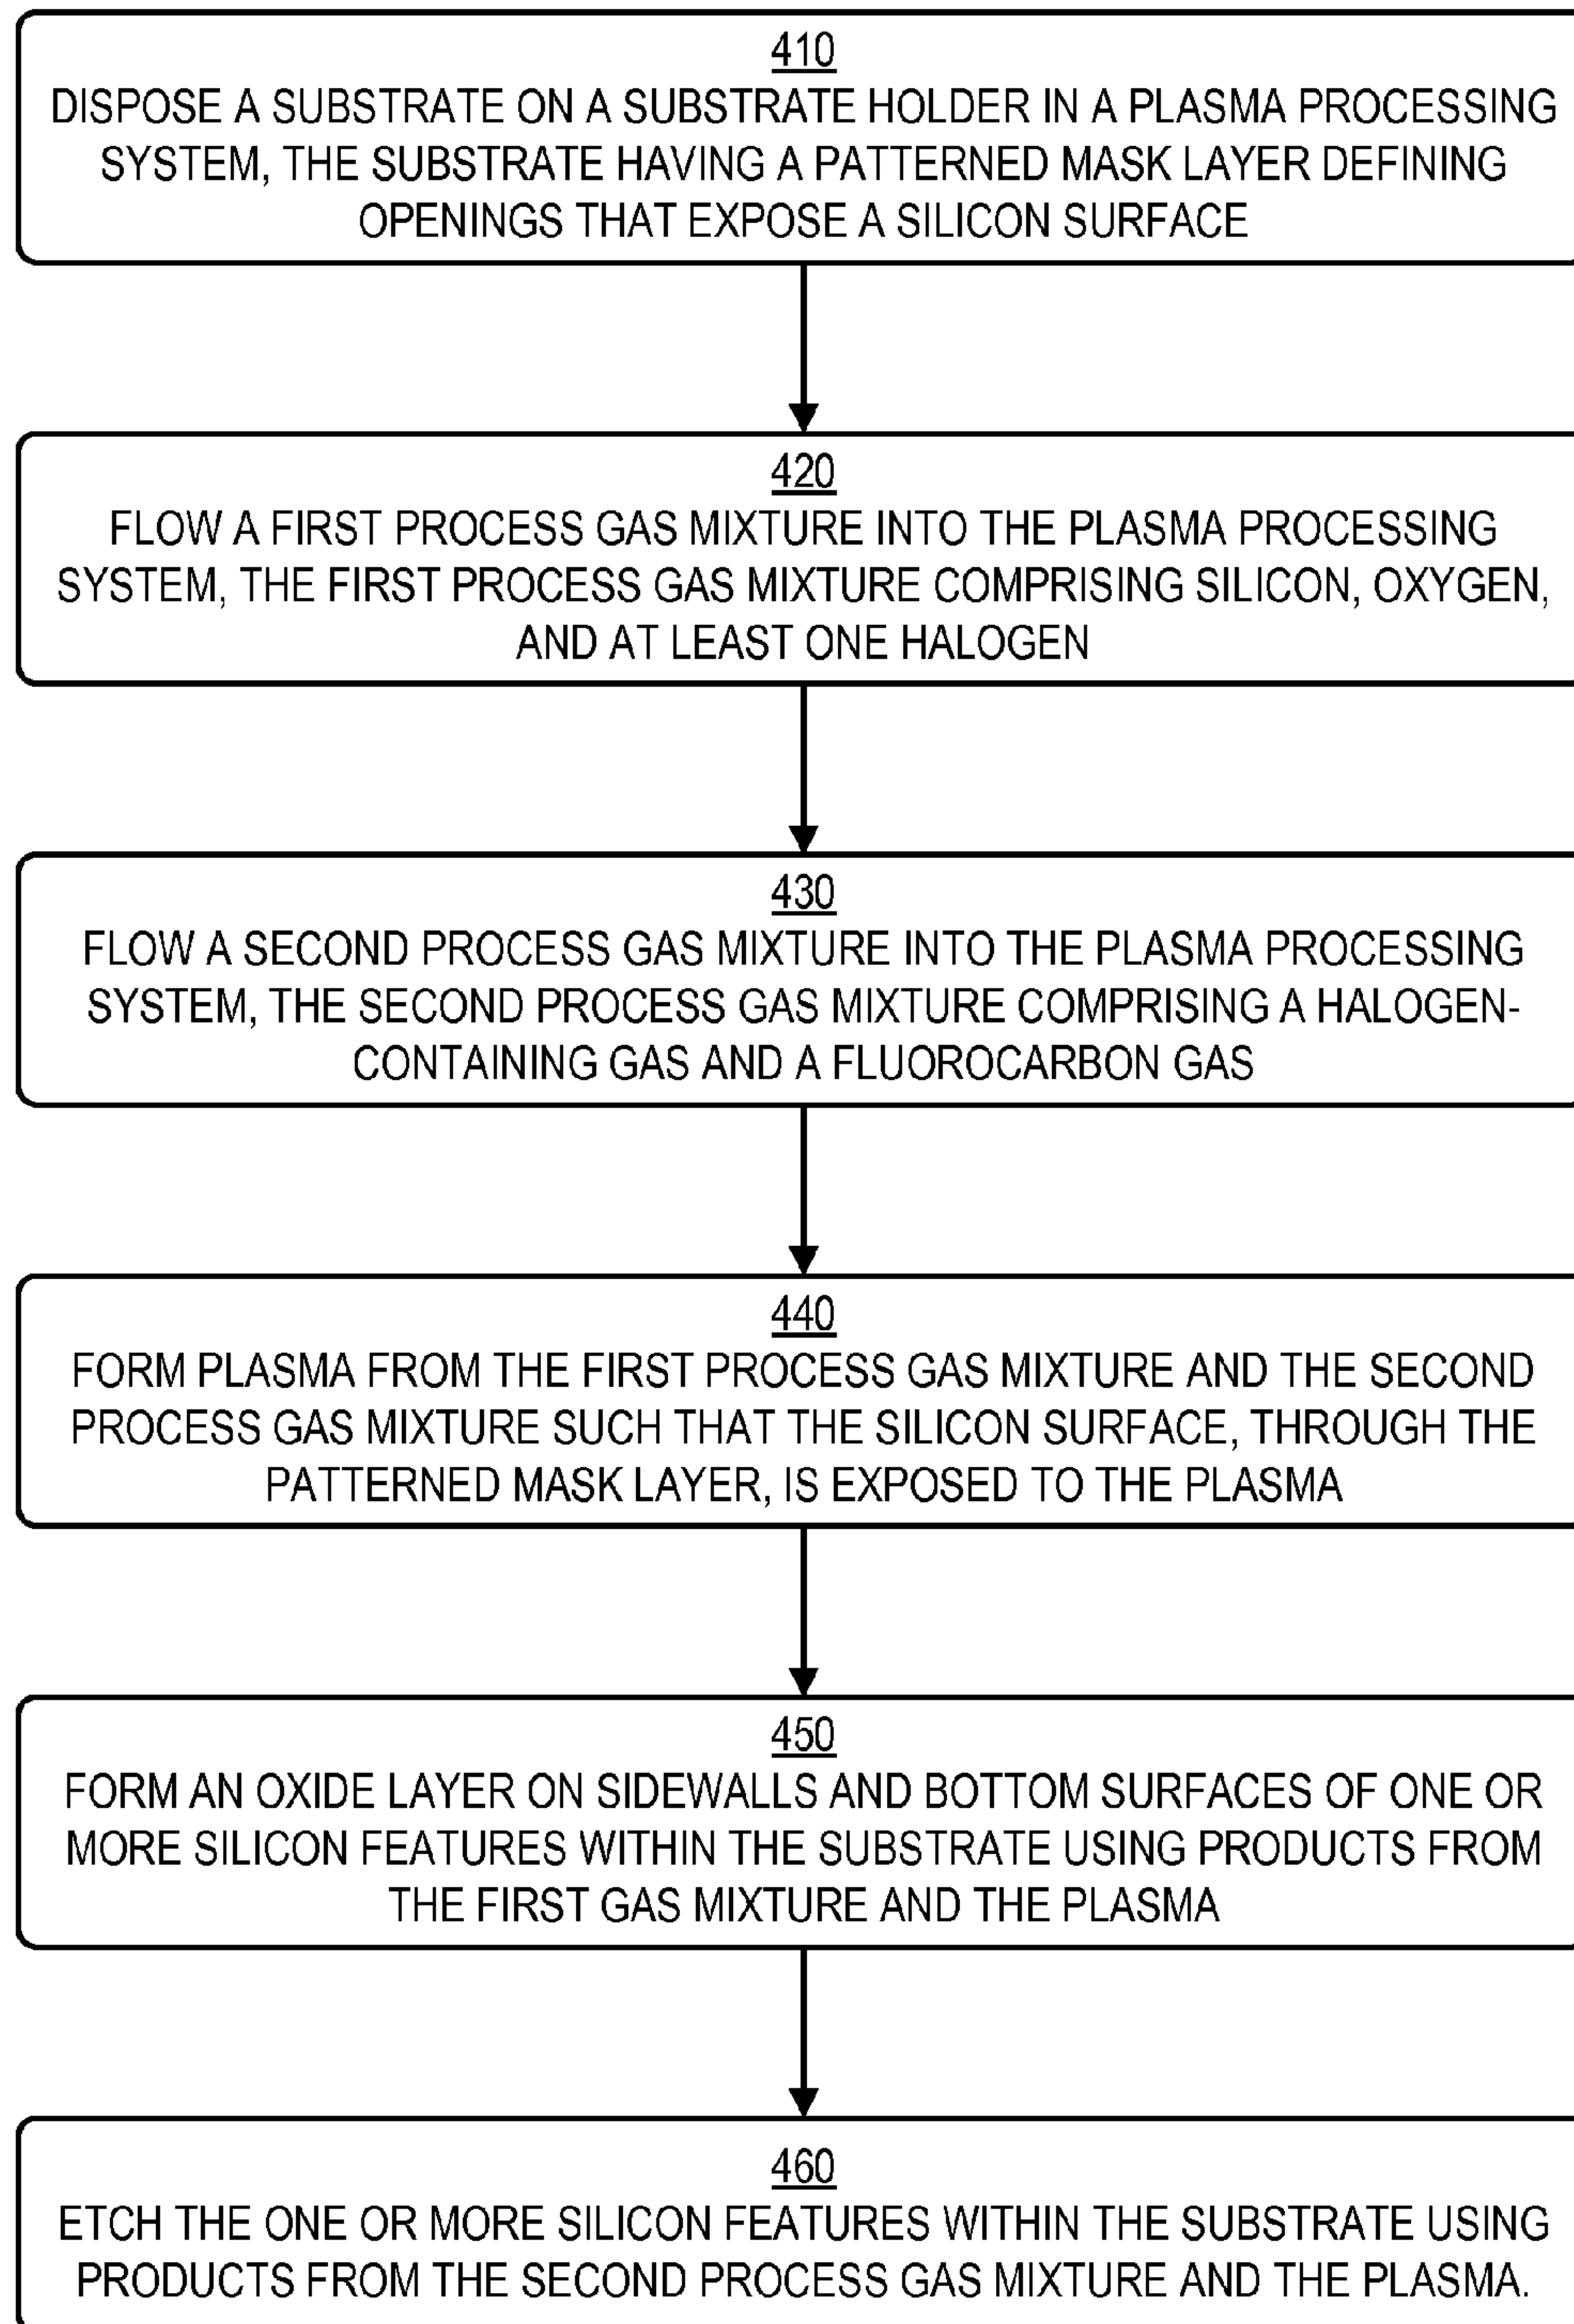 410
DISPOSE A SUBSTRATE ON A SUBSTRATE HOLDER IN A PLASMA PROCESSING
SYSTEM, THE SUBSTRATE HAVING A PATTERNED MASK LAYER DEFINING
OPENINGS THAT EXPOSE A SILICON SURFACE
420
FLOW A FIRST PROCESS GAS MIXTURE INTO THE PLASMA PROCESSING
SYSTEM, THE FIRST PROCESS GAS MIXTURE COMPRISING SILICON, OXYGEN,
AND AT LEAST ONE HALOGEN
430
FLOW A SECOND PROCESS GAS MIXTURE INTO THE PLASMA PROCESSING
SYSTEM, THE SECOND PROCESS GAS MIXTURE COMPRISING A HALOGEN-
CONTAINING GAS AND A FLUOROCARBON GAS
440
FORM PLASMA FROM THE FIRST PROCESS GAS MIXTURE AND THE SECOND
PROCESS GAS MIXTURE SUCH THAT THE SILICON SURFACE, THROUGH THE
PATTERNED MASK LAYER, IS EXPOSED TO THE PLASMA
450
FORM AN OXIDE LAYER ON SIDEWALLS AND BOTTOM SURFACES OF ONE OR
MORE SILICON FEATURES WITHIN THE SUBSTRATE USING PRODUCTS FROM
THE FIRST GAS MIXTURE AND THE PLASMA
460
ETCH THE ONE OR MORE SILICON FEATURES WITHIN THE SUBSTRATE USING
PRODUCTS FROM THE SECOND PROCESS GAS MIXTURE AND THE PLASMA.